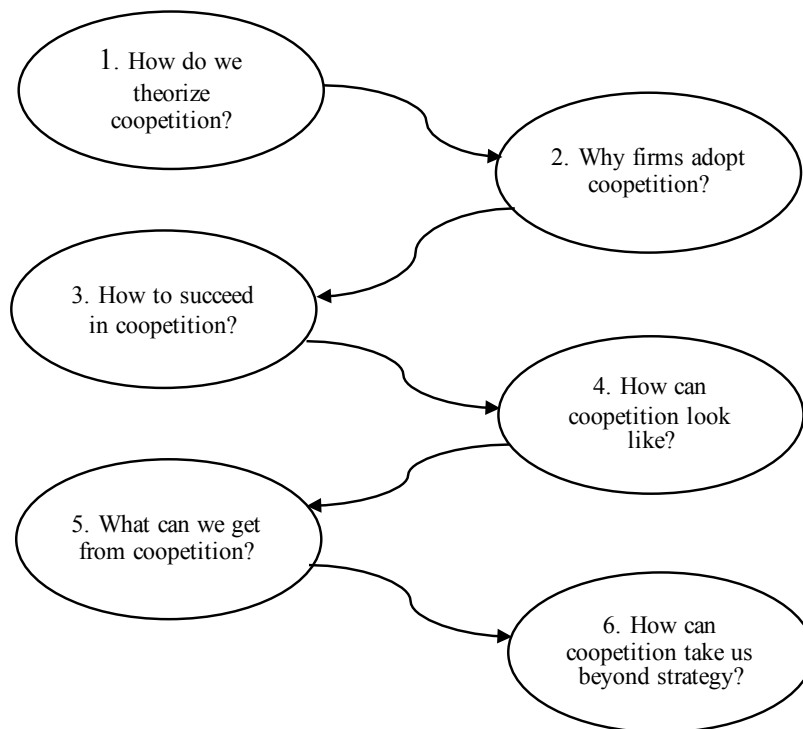 1. How do we
theorize
coopetition?
2. Why firms adopt
coopetition?
3. How to succeed
in coopetition?
4. How can
coopetition look
like?
5. What can we get
from coopetition?
6. How can
coopetition take us
beyond strategy?